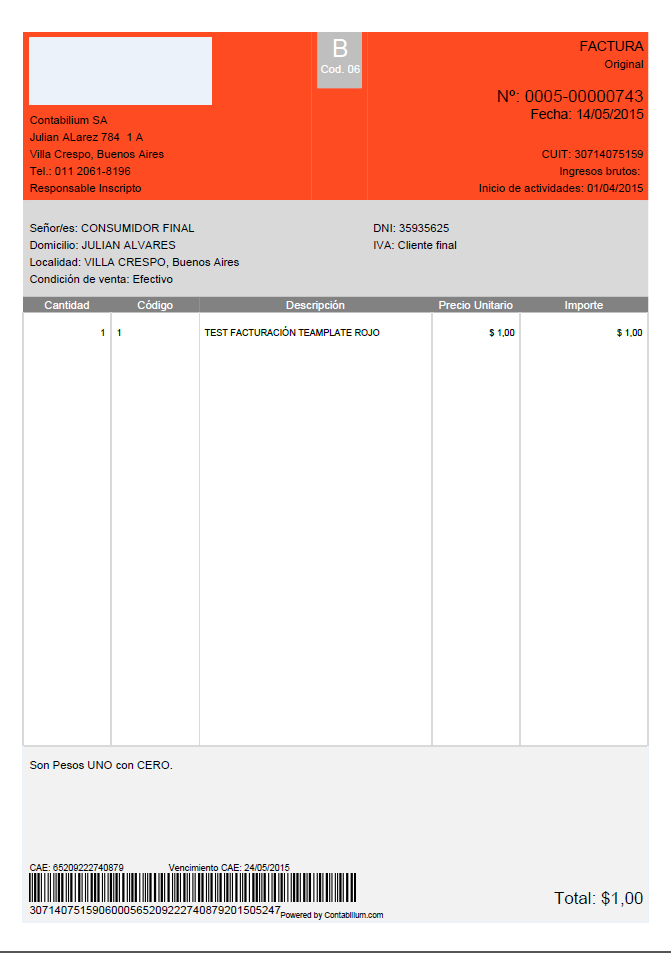 B
Cod. 06
FACTURA
Original
Nº: 0005-00000743
Fecha: 14/05/2015
Contabilium SA
Julian ALarez 784 1 A
Villa Crespo, Buenos Aires
Tel.: 011 2061-8196
Responsable Inscripto
CUIT: 30714075159
Ingresos brutos:
Inicio de actividades: 01/04/2015
Señor/es: CONSUMIDOR FINAL
Domicilio: JULIAN ALVARES
Localidad: VILLA CRESPO, Buenos Aires
Condición de venta: Efectivo
DNI: 35935625
IVA: Cliente final
Cantidad Código Descripción Precio Unitario Importe
1 1 TEST FACTURACIÓN TEAMPLATE ROJO $ 1,00 $ 1,00
Son Pesos UNO con CERO.
CAE: 65209222740879 Vencimiento CAE: 24/05/2015
307140751590600056520922274087920150524​7
Powered by Contabilium.com
Total: $1,00